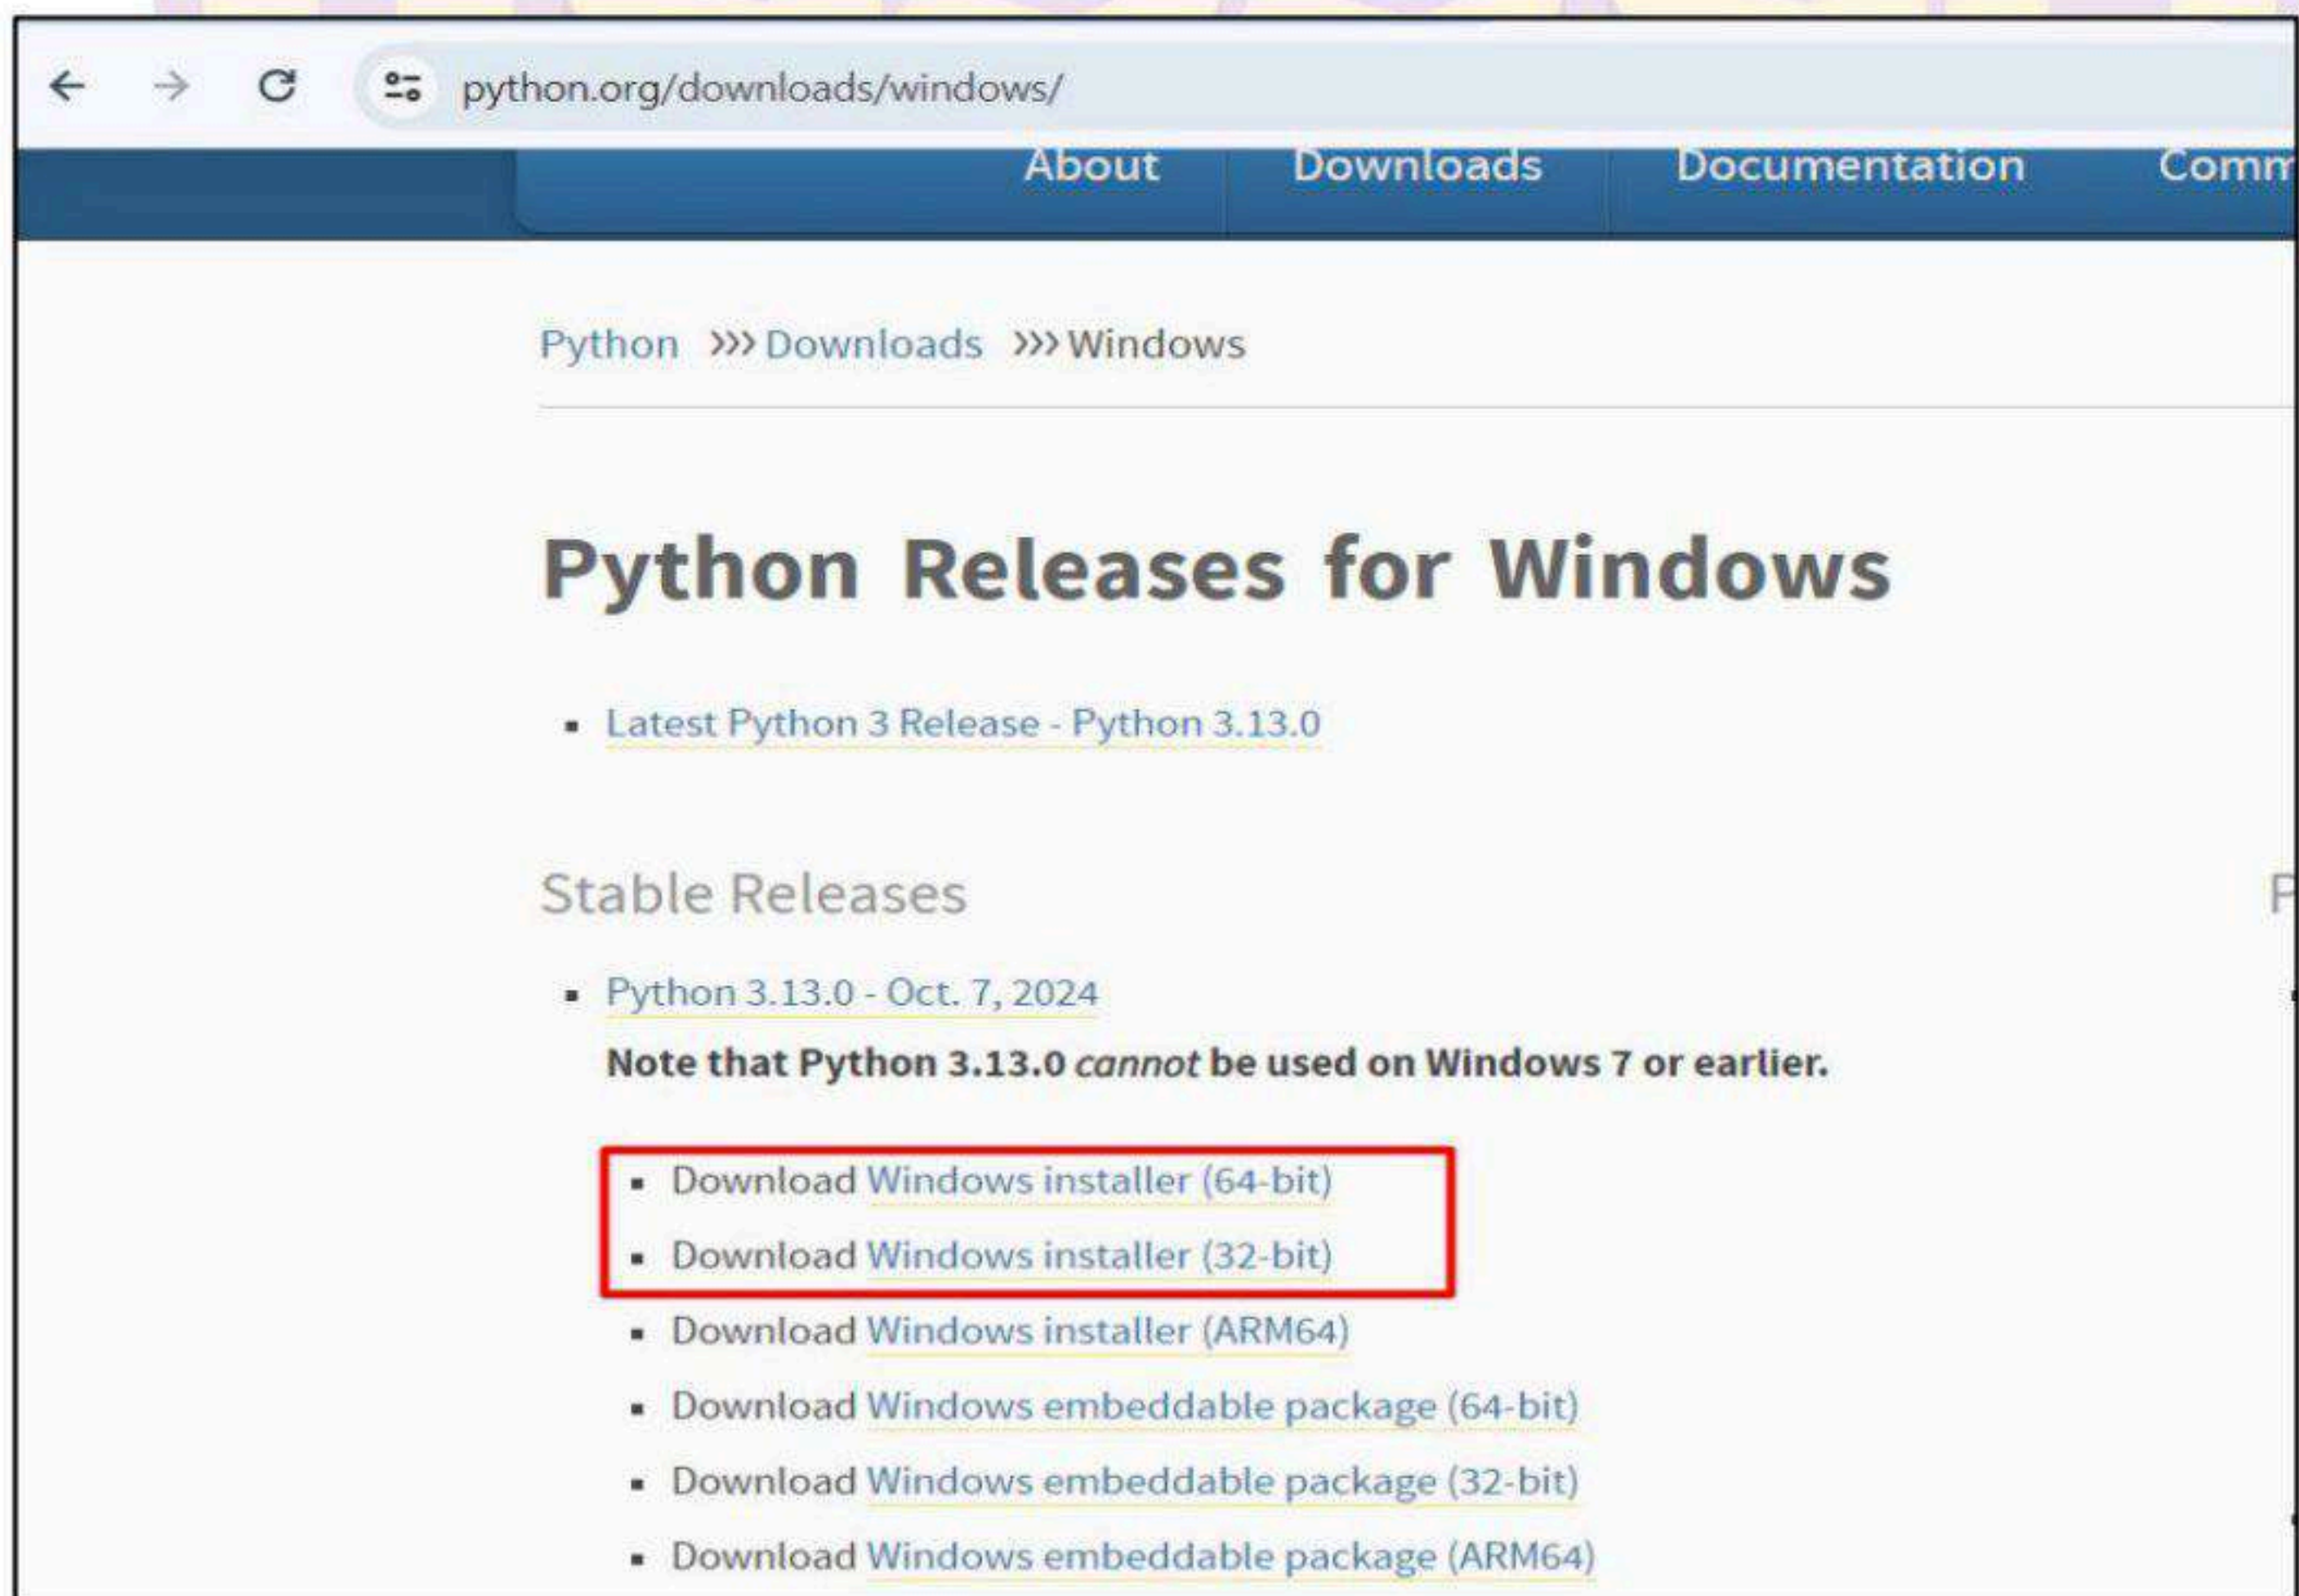 python.org/downloads/windows/
About Downloads Documentation Comm
Python >>> Downloads >>> Windows
Python Releases for Windows
Latest Python 3 Release - Python 3.13.0
Stable Releases
P
Python 3.13.0 - Oct. 7, 2024
Note that Python 3.13.0 cannot be used on Windows 7 or earlier.
Download Windows installer (64-bit)
Download Windows installer (32-bit)
Download Windows installer (ARM64)
Download Windows embeddable package (64-bit)
Download Windows embeddable package (32-bit)
Download Windows embeddable package (ARM64)